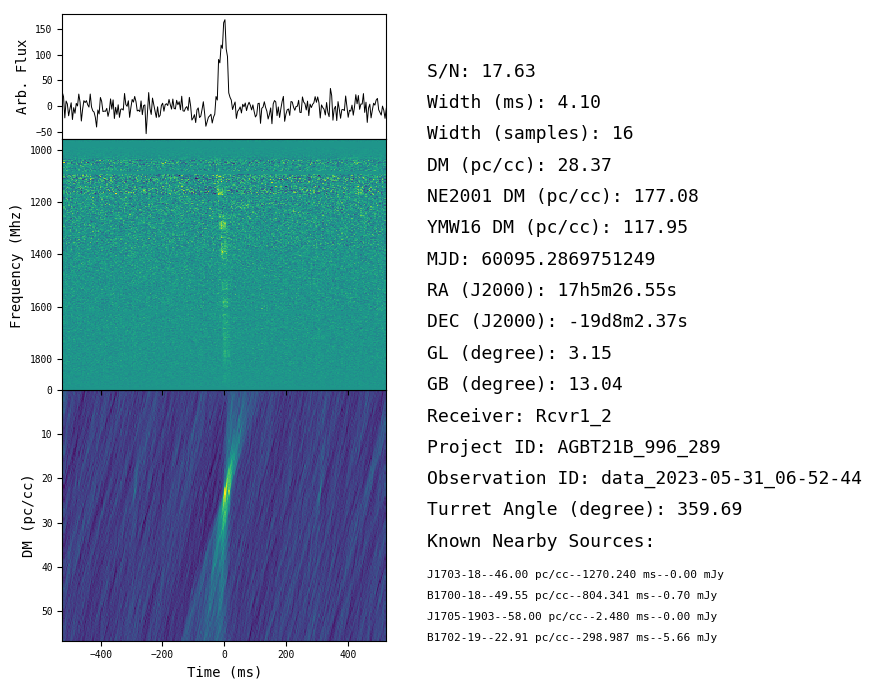 150
100
50
0
−50
Arb. Flux
1000
1200
1400
1600
1800
Frequency (Mhz)
0
10
20
30
40
50
DM (pc/cc)
−400
−200
0
200
400
Time (ms)
S/N: 17.63
Width (ms): 4.10
Width (samples): 16
DM (pc/cc): 28.37
NE2001 DM (pc/cc): 177.08
YMW16 DM (pc/cc): 117.95
MJD: 60095.2869751249
RA (J2000): 17h5m26.55s
DEC (J2000): -19d8m2.37s
GL (degree): 3.15
GB (degree): 13.04
Receiver: Rcvr1_2
Project ID: AGBT21B_996_289
Observation ID: data_2023-05-31_06-52-44
Turret Angle (degree): 359.69
Known Nearby Sources:
J1703-18--46.00 pc/cc--1270.240 ms--0.00 mJy
B1700-18--49.55 pc/cc--804.341 ms--0.70 mJy
J1705-1903--58.00 pc/cc--2.480 ms--0.00 mJy
B1702-19--22.91 pc/cc--298.987 ms--5.66 mJy